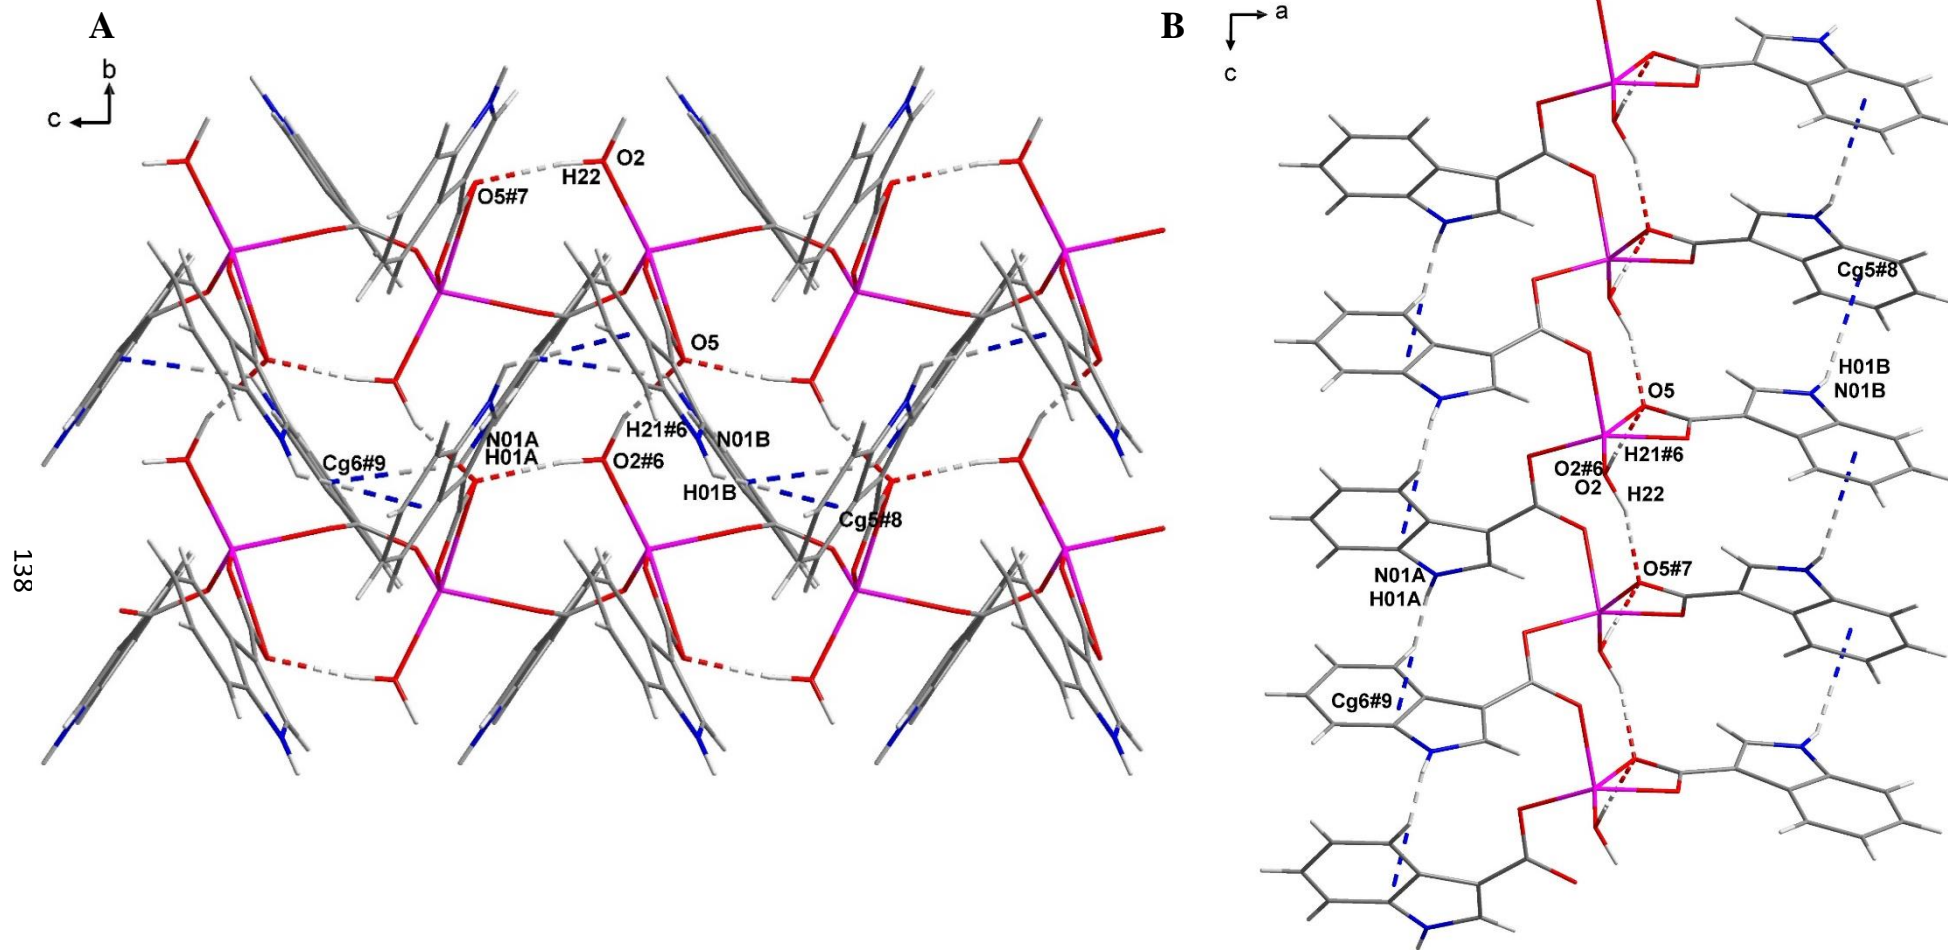 A
b
c
O2
H22
O5#7
O5
N01A
H01A
H21#6
O2#6
N01B
H01B
Cg6#9
Cg5#8
138
B
a
c
Cg5#8
H01B
N01B
O5
H21#6
O2#6
O2
H22
O5#7
N01A
H01A
Cg6#9